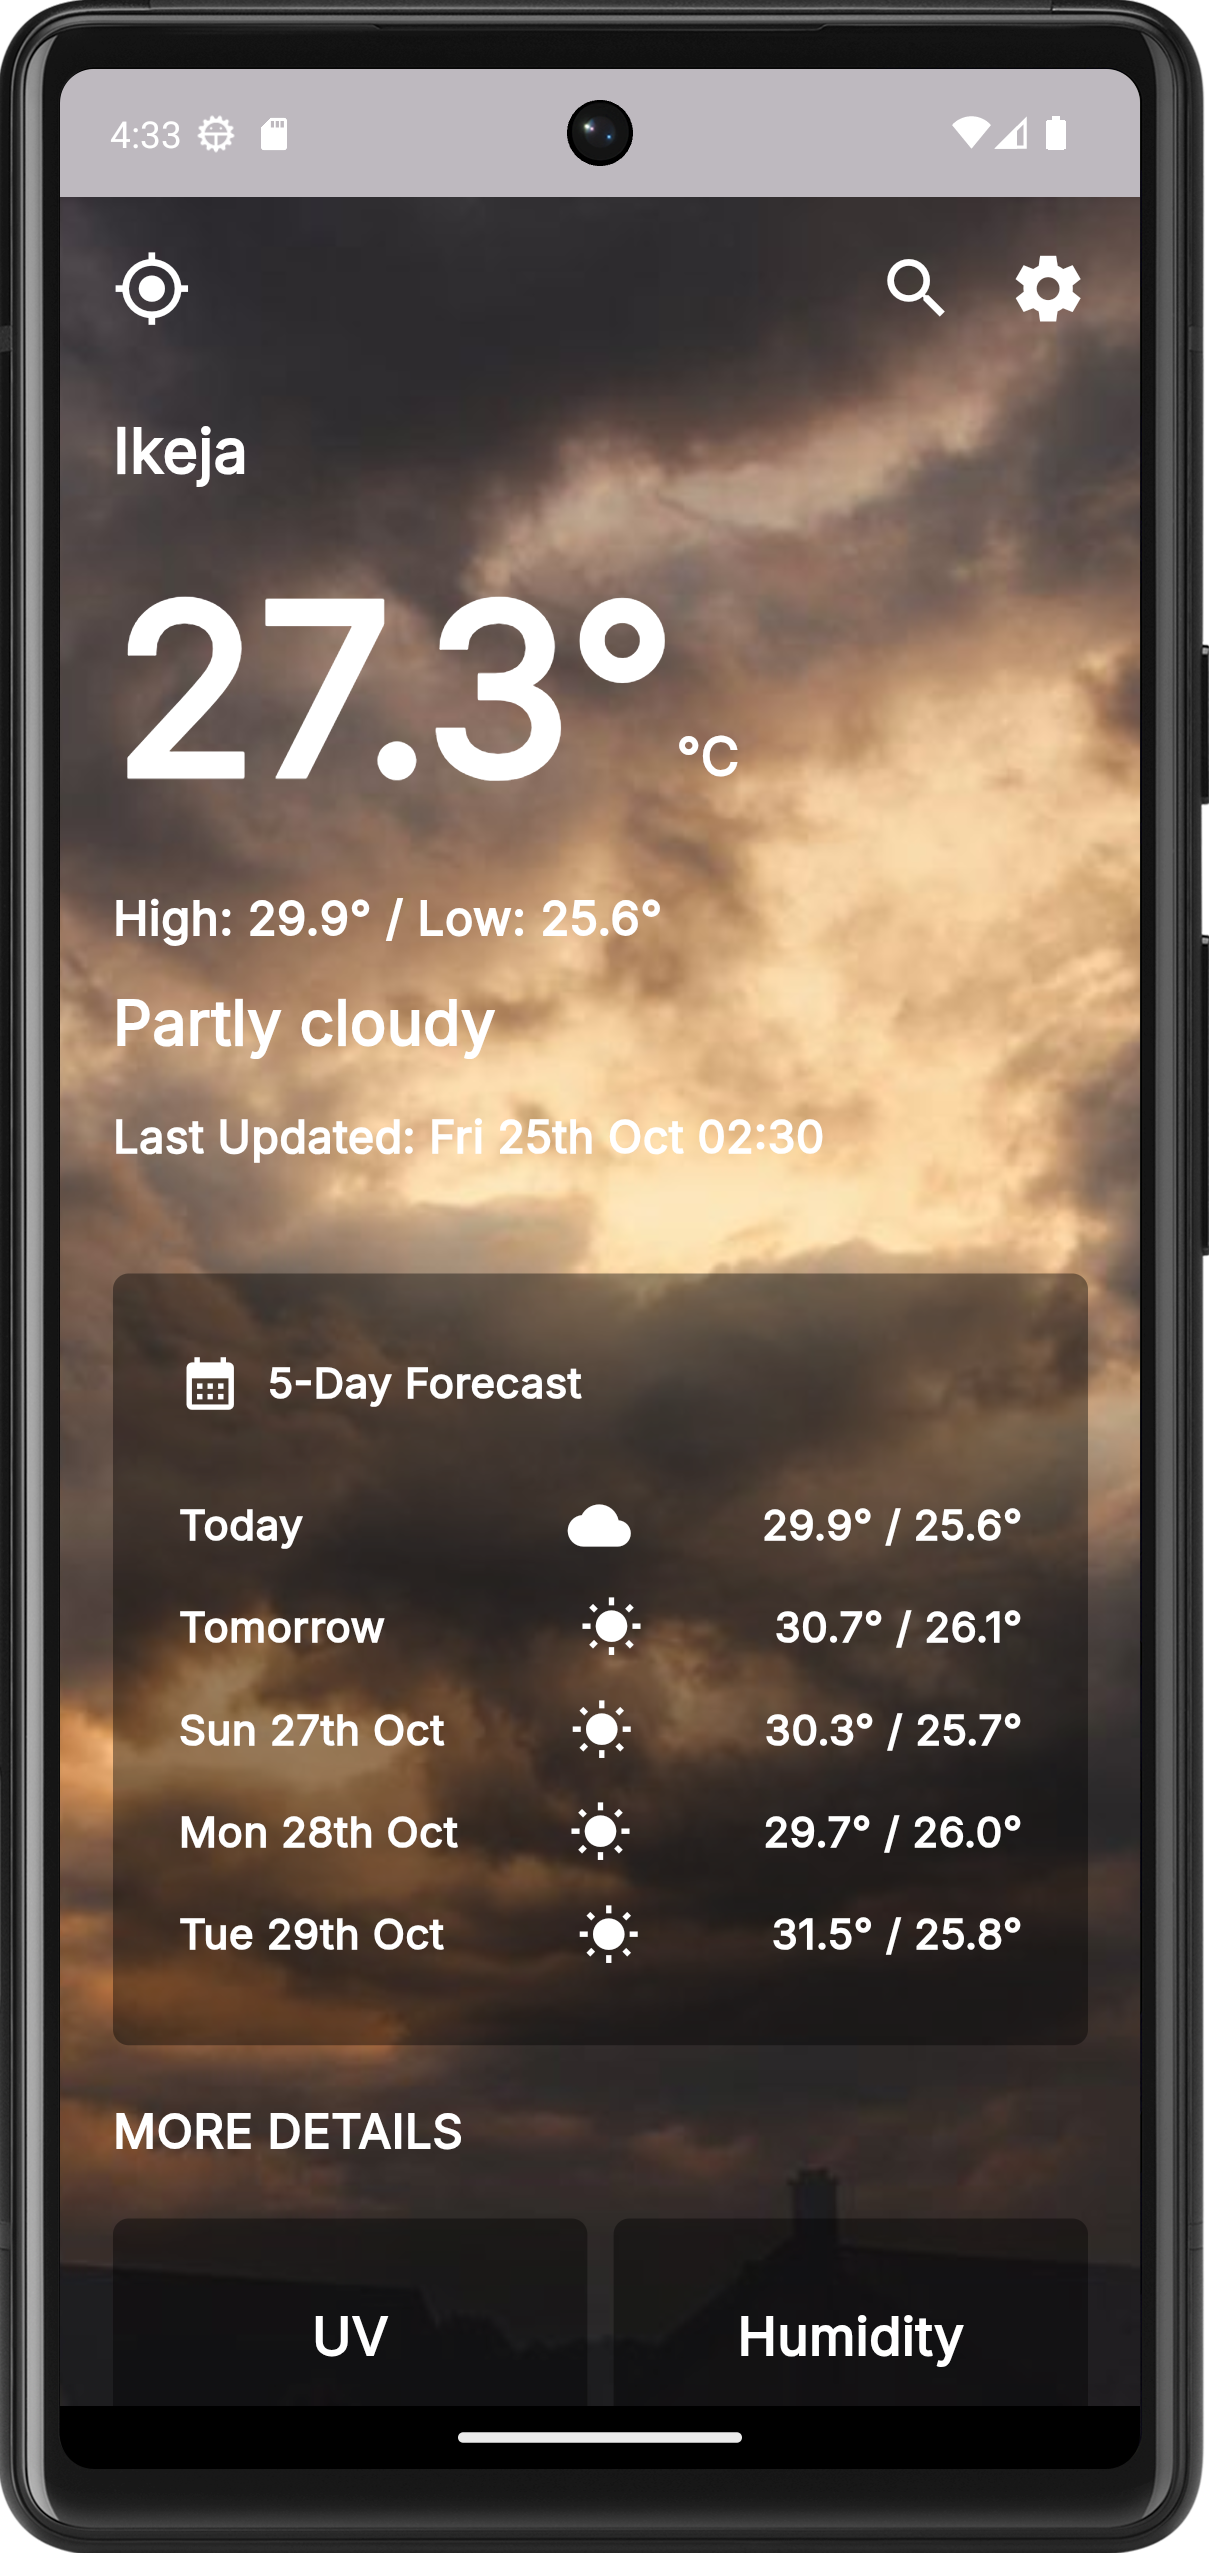 4:33
Ikeja
27.3° °C
High: 29.9° / Low: 25.6°
Partly cloudy
Last Updated: Fri 25th Oct 02:30
5-Day Forecast
Today 29.9° / 25.6°
Tomorrow 30.7° / 26.1°
Sun 27th Oct 30.3° / 25.7°
Mon 28th Oct 29.7° / 26.0°
Tue 29th Oct 31.5° / 25.8°
MORE DETAILS
UV Humidity